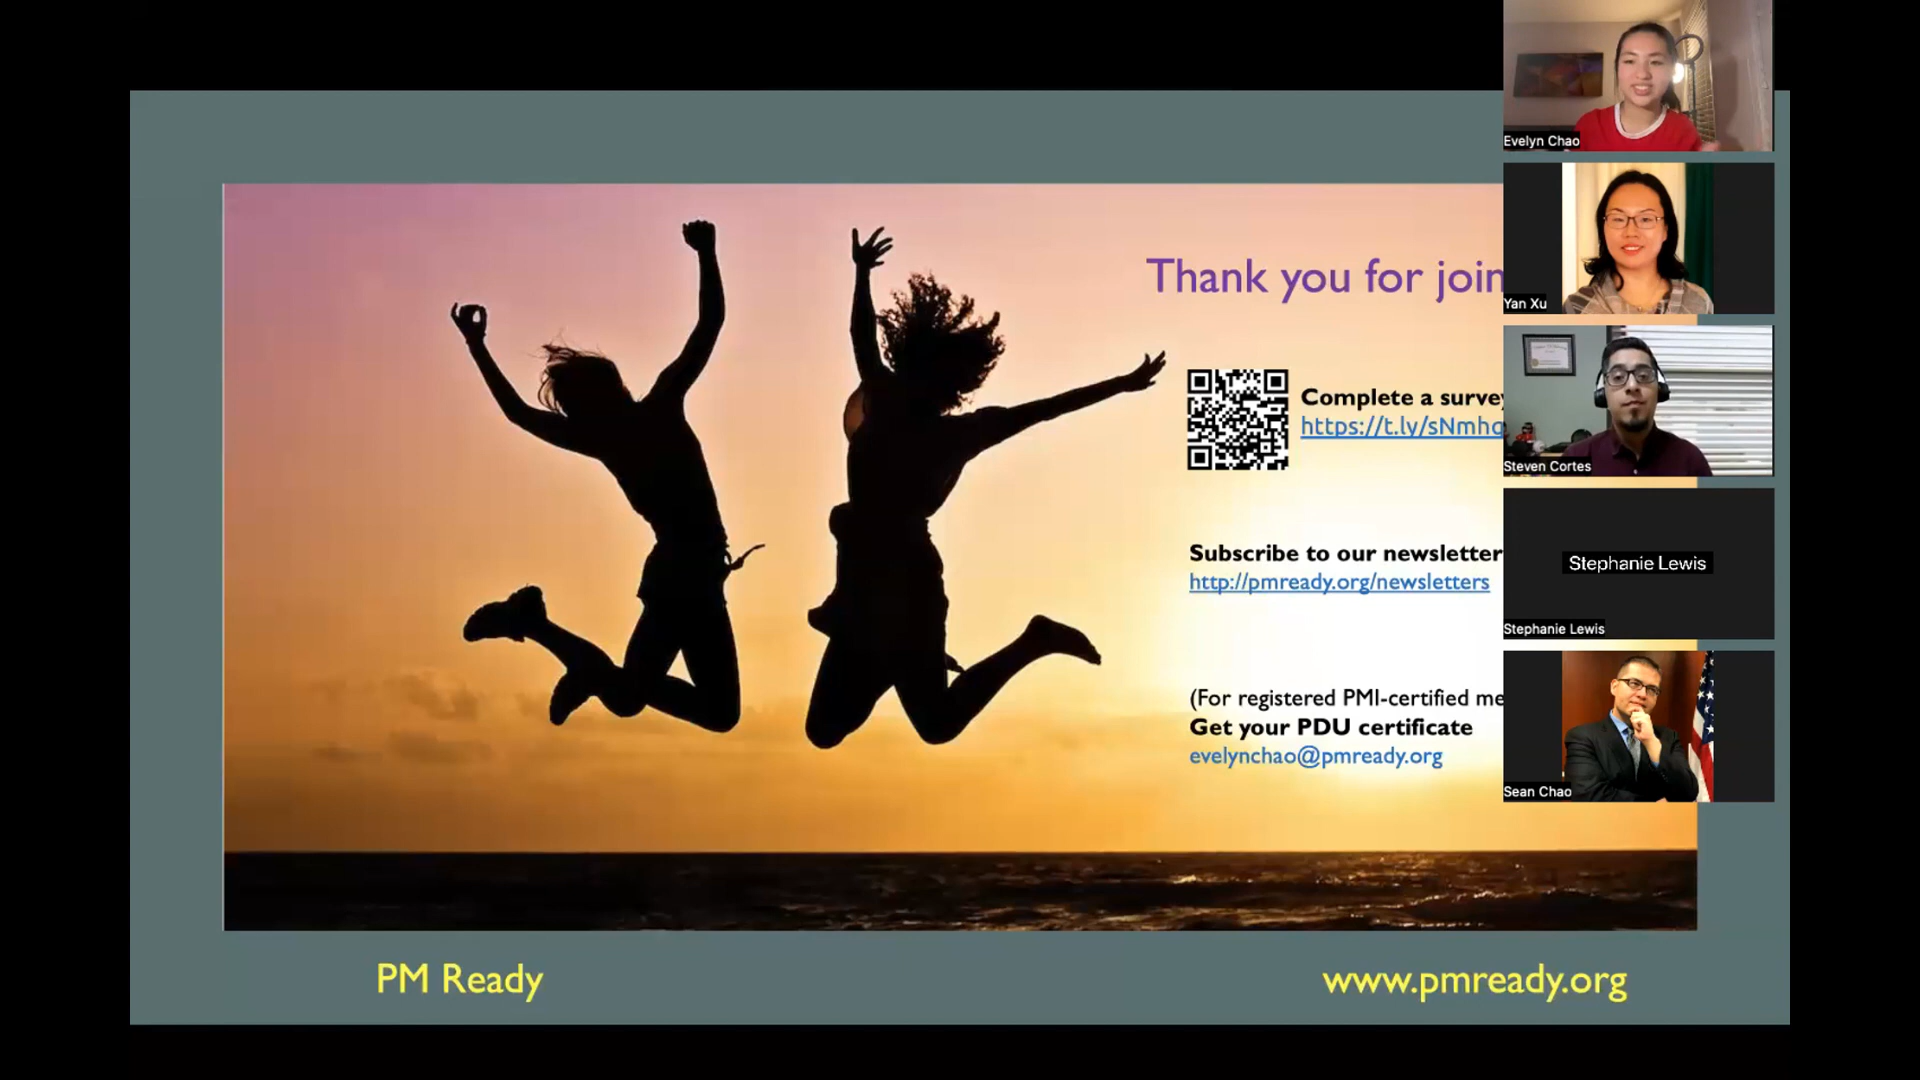 Thank you for join
Complete a survey
https://t.ly/sNmhq
Subscribe to our newsletter
http://pmready.org/newsletters
(For registered PMI-certified me
Get your PDU certificate
evelynchao@pmready.org
PM Ready
www.pmready.org
Evelyn Chao
Yan Xu
Steven Cortes
Stephanie Lewis
Stephanie Lewis
Sean Chao